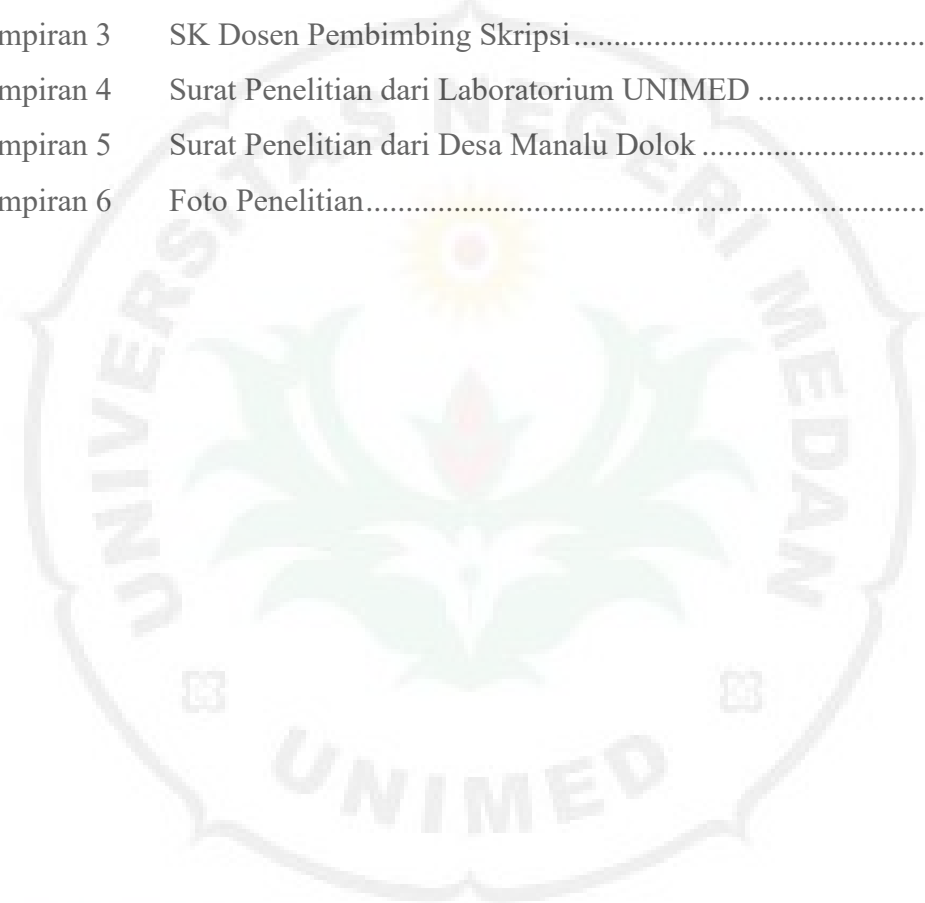 mpiran 3 SK Dosen Pembimbing Skripsi.....................................
mpiran 4 Surat Penelitian dari Laboratorium UNIMED .....................
mpiran 5 Surat Penelitian dari Desa Manalu Dolok............................
mpiran 6 Foto Penelitian.......................................................................
UNIVERSITAS NEGERI MEDAN
UNIMED